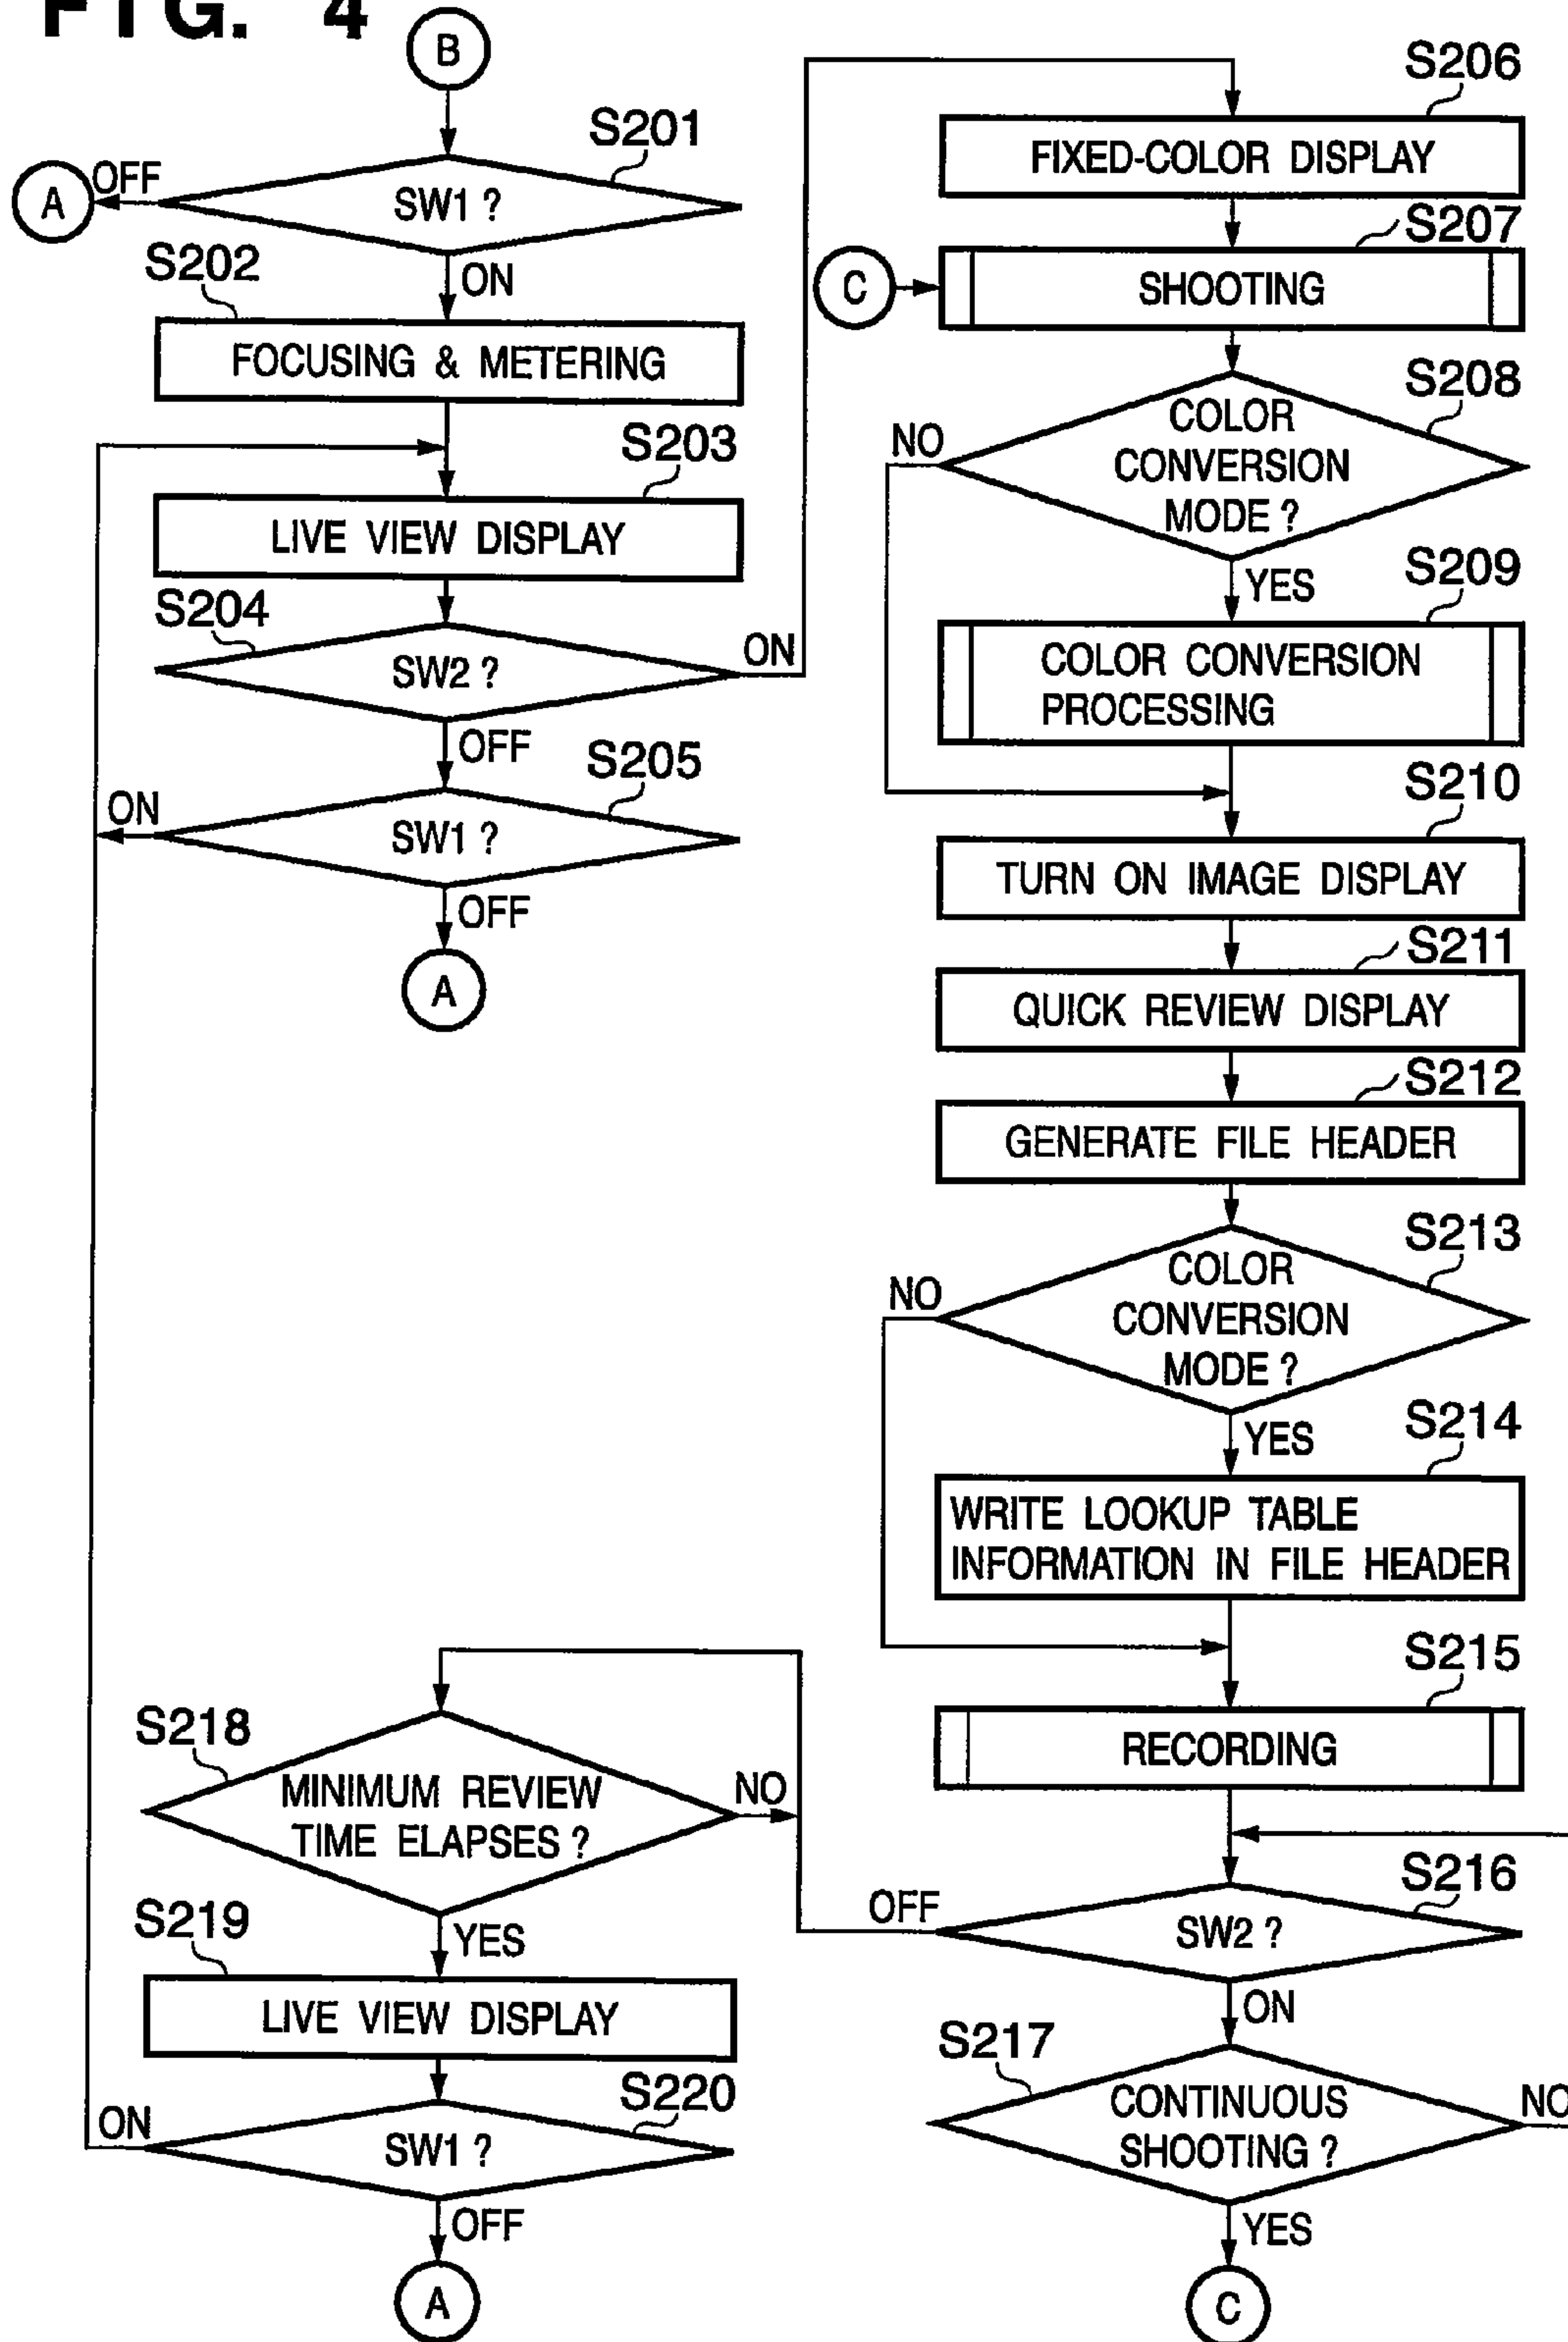 FIG. 4
B
S201
A
OFF
SW1 ?
ON
S202
FOCUSING & METERING
S203
LIVE VIEW DISPLAY
S204
SW2 ?
ON
OFF
S205
ON
SW1 ?
OFF
A
S206
FIXED-COLOR DISPLAY
S207
C
SHOOTING
S208
COLOR
CONVERSION
MODE ?
NO
YES
S209
COLOR CONVERSION
PROCESSING
S210
TURN ON IMAGE DISPLAY
S211
QUICK REVIEW DISPLAY
S212
GENERATE FILE HEADER
S213
COLOR
CONVERSION
MODE ?
NO
YES
S214
WRITE LOOKUP TABLE
INFORMATION IN FILE HEADER
S215
RECORDING
S216
OFF
SW2 ?
ON
S217
CONTINUOUS
SHOOTING ?
NO
YES
C
S218
MINIMUM REVIEW
TIME ELAPSES ?
NO
YES
S219
LIVE VIEW DISPLAY
S220
ON
SW1 ?
OFF
A